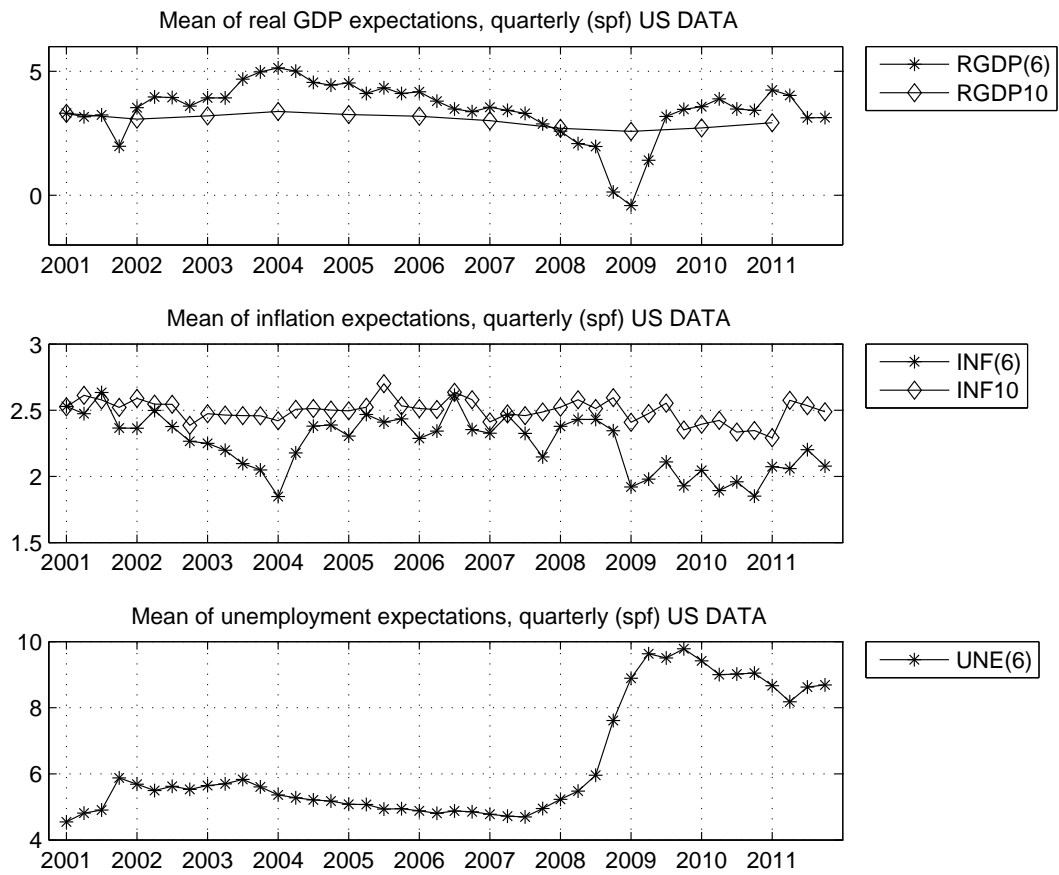 Mean of real GDP expectations, quarterly (spf) US DATA
5
0
2001 2002 2003 2004 2005 2006 2007 2008 2009 2010 2011
RGDP(6)
RGDP10
Mean of inflation expectations, quarterly (spf) US DATA
3
2.5
2
1.5
2001 2002 2003 2004 2005 2006 2007 2008 2009 2010 2011
INF(6)
INF10
Mean of unemployment expectations, quarterly (spf) US DATA
10
8
6
4
2001 2002 2003 2004 2005 2006 2007 2008 2009 2010 2011
UNE(6)